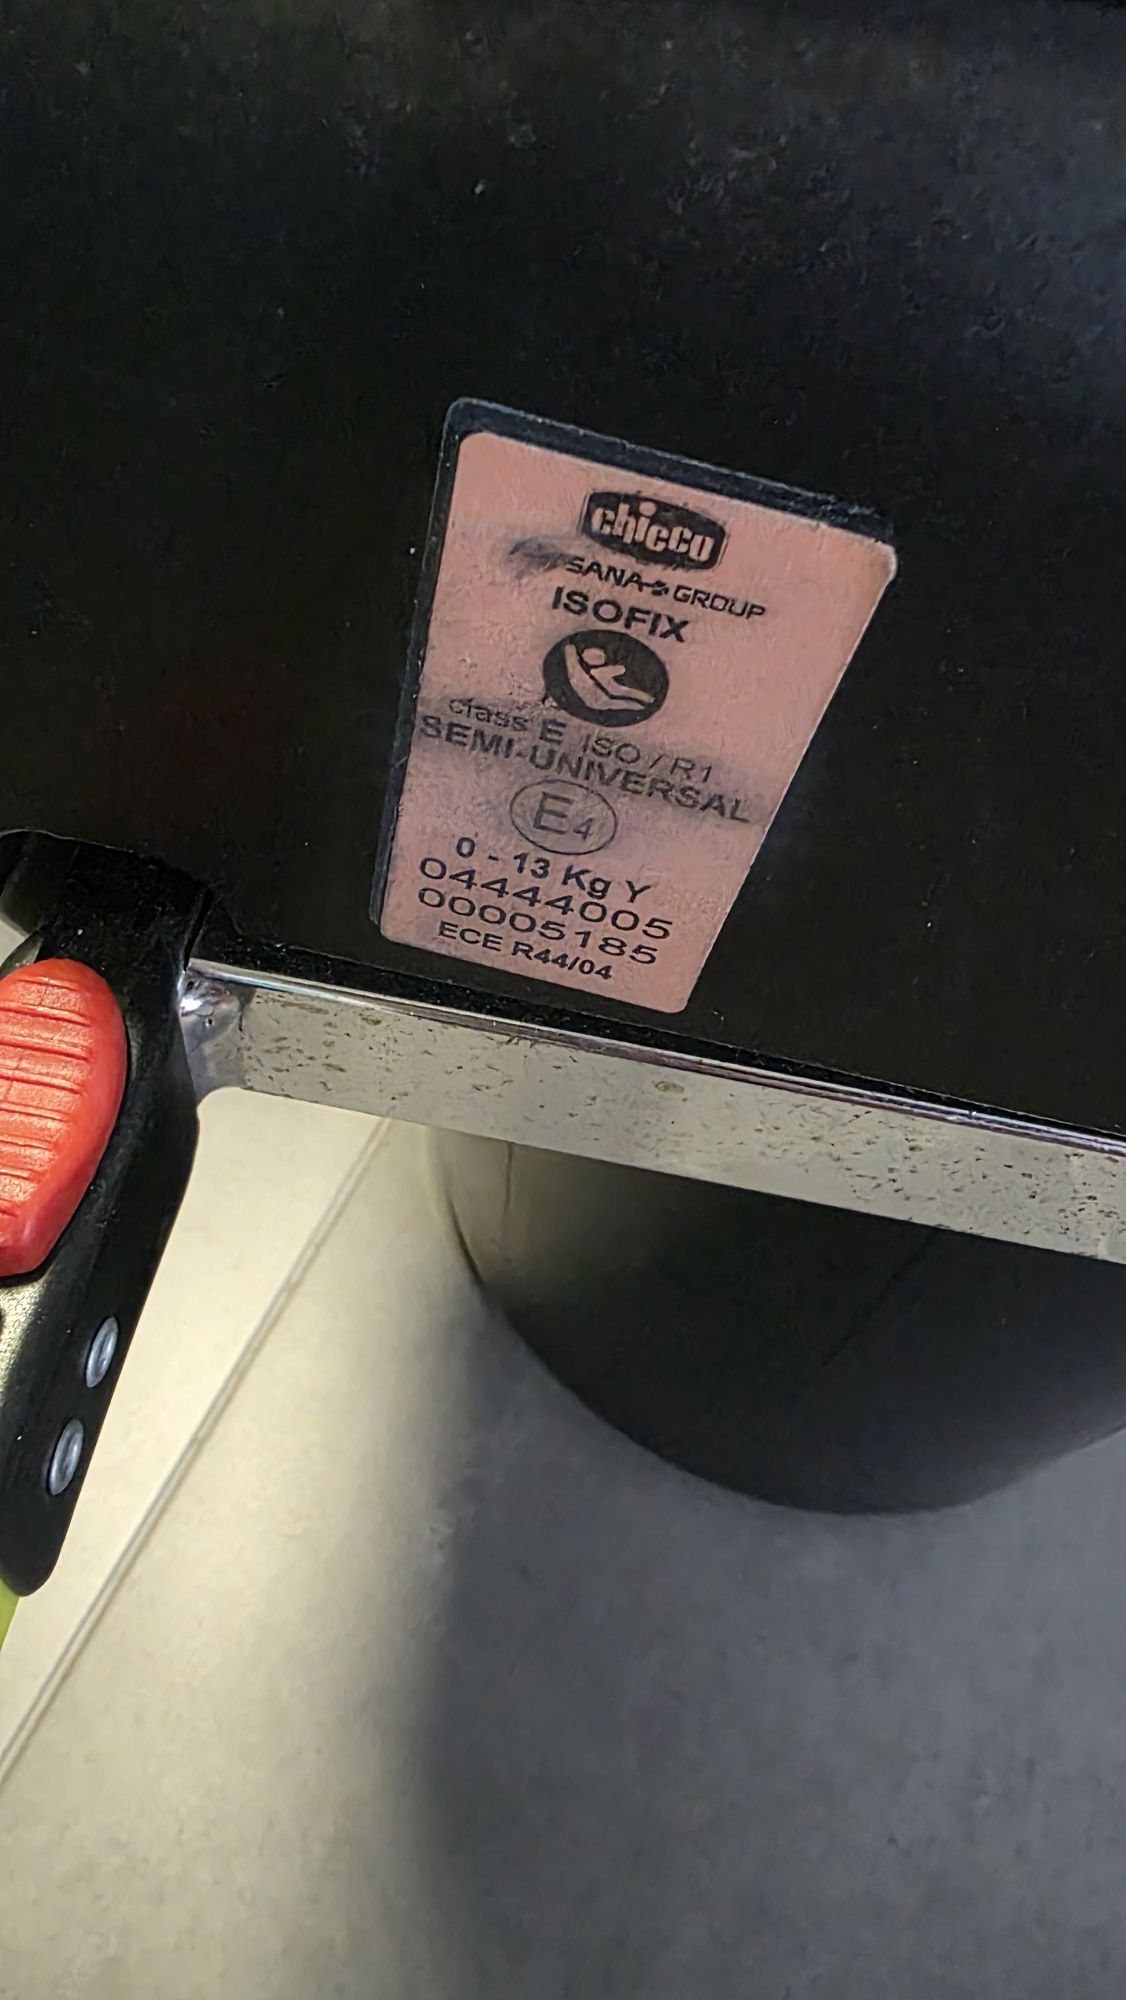 chicco
SANA GROUP
ISOFIX
class E ISO / R1
SEMI-UNIVERSAL
E4
0 - 13 Kg Y
04444005
00005185
ECE R44/04